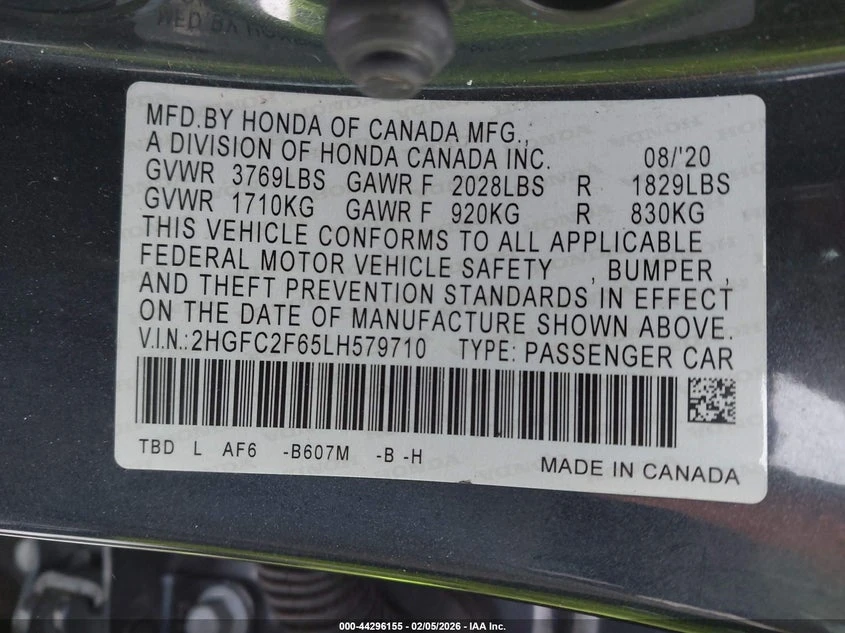 MFD.BY HONDA OF CANADA MFG.,
A DIVISION OF HONDA CANADA INC. 08/'20
GVWR 3769LBS GAWR F 2028LBS R 1829LBS
GVWR 1710KG GAWR F 920KG R 830KG
THIS VEHICLE CONFORMS TO ALL APPLICABLE
FEDERAL MOTOR VEHICLE SAFETY , BUMPER ,
AND THEFT PREVENTION STANDARDS IN EFFECT
ON THE DATE OF MANUFACTURE SHOWN ABOVE.
V.I.N.:2HGFC2F65LH579710 TYPE: PASSENGER CAR
TBD L AF6 -B607M -B -H
MADE IN CANADA
000-44296155 — 02/05/2026 — IAA Inc.